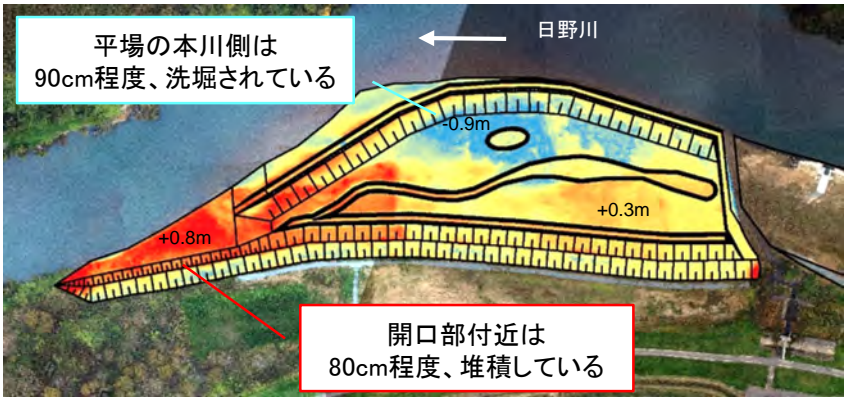 日野川
平場の本川側は
90cm程度、洗堀されている
-0.9m
+0.3m
+0.8m
開口部付近は
80cm程度、堆積している